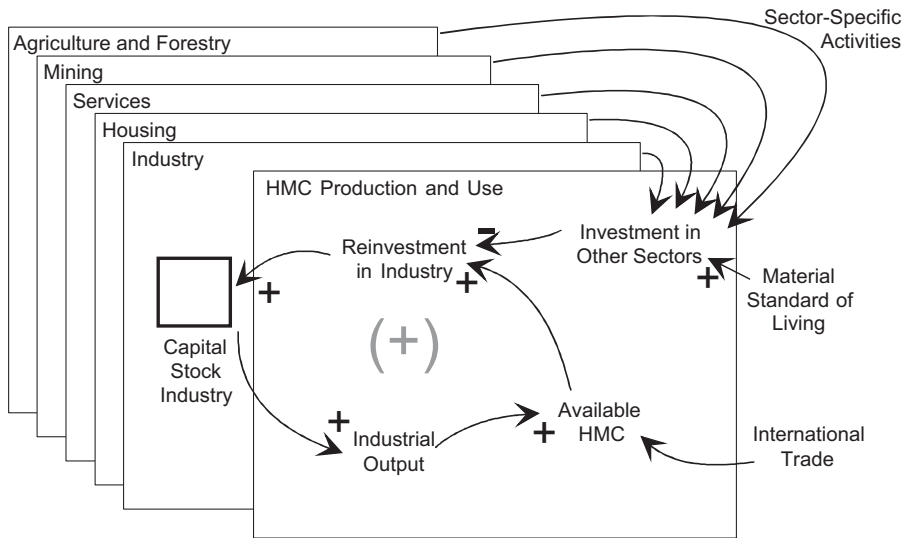 Sector-Specific
Activities
Agriculture and Forestry
Mining
Services
Housing
Industry
HMC Production and Use
Reinvestment
in Industry
-
Investment in
Other Sectors
+
+
+
Material
Standard of
Living
(+)
Capital
Stock
Industry
+
Industrial
Output
+
Available
HMC
International
Trade